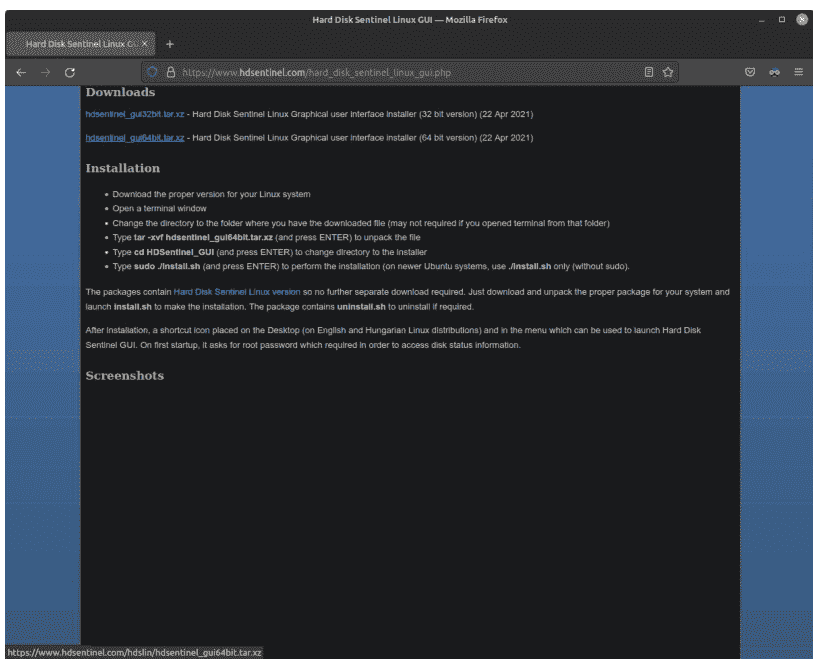 Hard Disk Sentinel Linux GUI — Mozilla Firefox
Hard Disk Sentinel Linux GU
https://www.hdsentinel.com/hard_disk_sentinel_linux_gui.php
Downloads
hdsentinel_gui32bit.tar.xz - Hard Disk Sentinel Linux Graphical user interface installer (32 bit version) (22 Apr 2021)
hdsentinel_gui64bit.tar.xz - Hard Disk Sentinel Linux Graphical user interface installer (64 bit version) (22 Apr 2021)
Installation
• Download the proper version for your Linux system
• Open a terminal window
• Change the directory to the folder where you have the downloaded file (may not required if you opened terminal from that folder)
• Type tar -xvf hdsentinel_gui64bit.tar.xz (and press ENTER) to unpack the file
• Type cd HDSentinel_GUI (and press ENTER) to change directory to the installer
• Type sudo ./install.sh (and press ENTER) to perform the installation (on newer Ubuntu systems, use ./install.sh only (without sudo).
The packages contain Hard Disk Sentinel Linux version so no further separate download required. Just download and unpack the proper package for your system and
launch install.sh to make the installation. The package contains uninstall.sh to uninstall if required.
After installation, a shortcut icon placed on the Desktop (on English and Hungarian Linux distributions) and in the menu which can be used to launch Hard Disk
Sentinel GUI. On first startup, it asks for root password which required in order to access disk status information.
Screenshots
https://www.hdsentinel.com/hdslin/hdsentinel_gui64bit.tar.xz